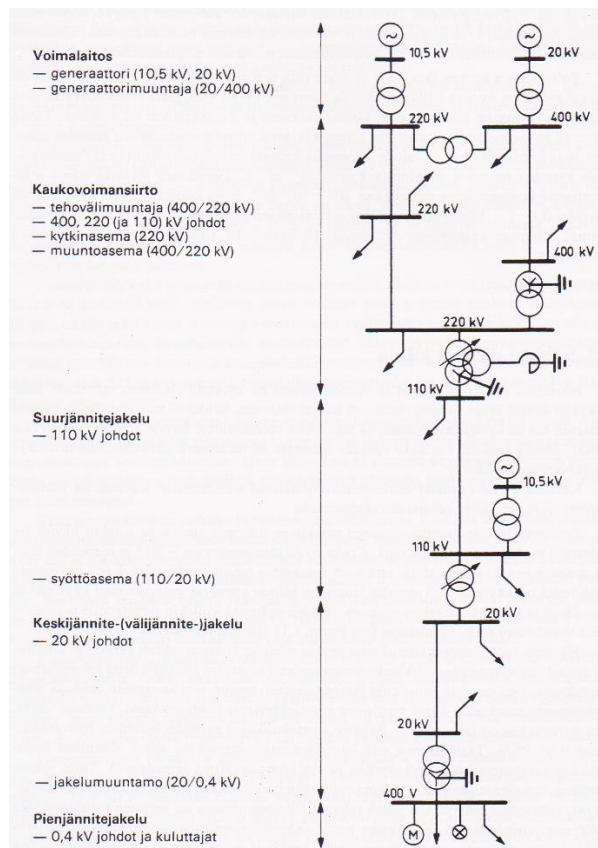 Voimalaitos
— generaattori (10,5 kV, 20 kV)
— generaattorimuuntaja (20/400 kV)
~
10,5 kV
~
20 kV
220 kV
400 kV
Kaukovoimansiirto
— tehovälimuuntaja (400/220 kV)
— 400, 220 (ja 110) kV johdot
— kytkinasema (220 kV)
— muuntoasema (400/220 kV)
220 kV
400 kV
220 kV
110 kV
Suurjännitejakelu
— 110 kV johdot
~
10,5 kV
110 kV
— syöttöasema (110/20 kV)
20 kV
Keskijännite-(välijännite-)jakelu
— 20 kV johdot
20 kV
— jakelumuuntamo (20/0,4 kV)
400 V
Pienjännitejakelu
— 0,4 kV johdot ja kuluttajat
M